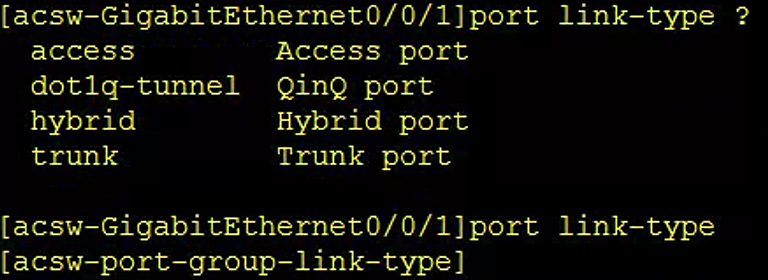 [acsw-GigabitEthernet0/0/1]port link-type ?
access Access port
dot1q-tunnel QinQ port
hybrid Hybrid port
trunk Trunk port
[acsw-GigabitEthernet0/0/1]port link-type
[acsw-port-group-link-type]